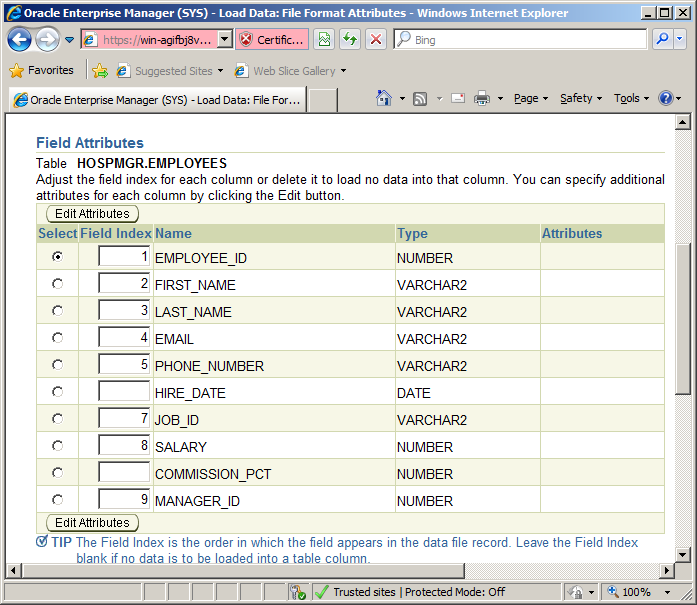 Oracle Enterprise Manager (SYS) - Load Data: File Format Attributes - Windows Internet Explorer
https://win-agifbj8v... Certific... Bing
Favorites Suggested Sites Web Slice Gallery
Oracle Enterprise Manager (SYS) - Load Data: File For... Page Safety Tools
Field Attributes
Table HOSPMGR.EMPLOYEES
Adjust the field index for each column or delete it to load no data into that column. You can specify additional
attributes for each column by clicking the Edit button.
Edit Attributes
Select Field Index Name Type Attributes
1 EMPLOYEE_ID NUMBER
2 FIRST_NAME VARCHAR2
3 LAST_NAME VARCHAR2
4 EMAIL VARCHAR2
5 PHONE_NUMBER VARCHAR2
HIRE_DATE DATE
7 JOB_ID VARCHAR2
8 SALARY NUMBER
COMMISSION_PCT NUMBER
9 MANAGER_ID NUMBER
Edit Attributes
TIP The Field Index is the order in which the field appears in the data file record. Leave the Field Index
blank if no data is to be loaded into a table column.
Trusted sites | Protected Mode: Off 100%